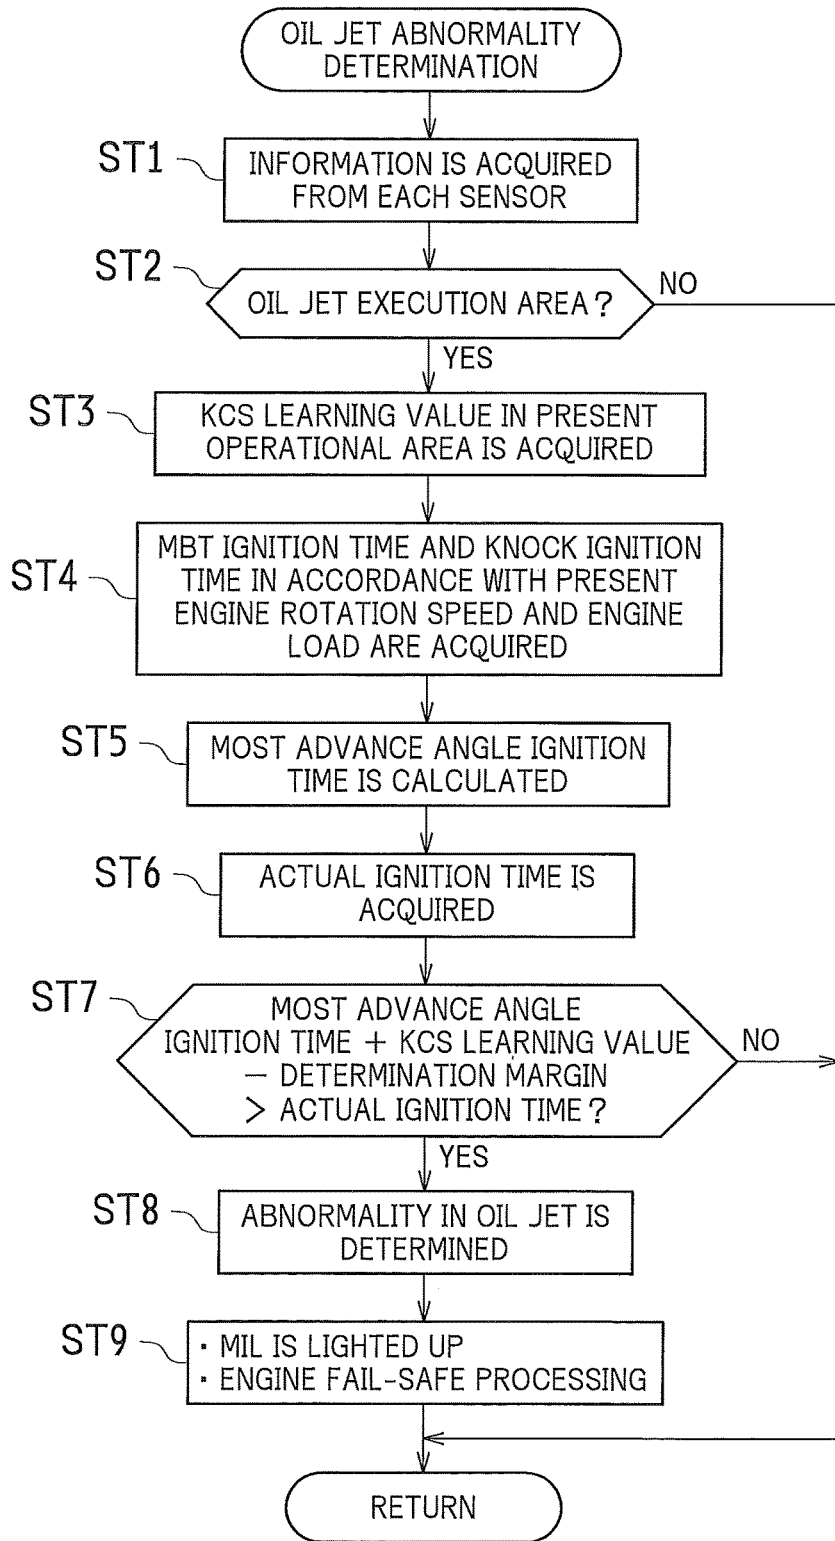 OIL JET ABNORMALITY
DETERMINATION
ST1
INFORMATION IS ACQUIRED
FROM EACH SENSOR
ST2
OIL JET EXECUTION AREA?
NO
YES
ST3
KCS LEARNING VALUE IN PRESENT
OPERATIONAL AREA IS ACQUIRED
ST4
MBT IGNITION TIME AND KNOCK IGNITION
TIME IN ACCORDANCE WITH PRESENT
ENGINE ROTATION SPEED AND ENGINE
LOAD ARE ACQUIRED
ST5
MOST ADVANCE ANGLE IGNITION
TIME IS CALCULATED
ST6
ACTUAL IGNITION TIME IS
ACQUIRED
ST7
MOST ADVANCE ANGLE
IGNITION TIME + KCS LEARNING VALUE
− DETERMINATION MARGIN
> ACTUAL IGNITION TIME?
NO
YES
ST8
ABNORMALITY IN OIL JET IS
DETERMINED
ST9
・MIL IS LIGHTED UP
・ENGINE FAIL-SAFE PROCESSING
RETURN